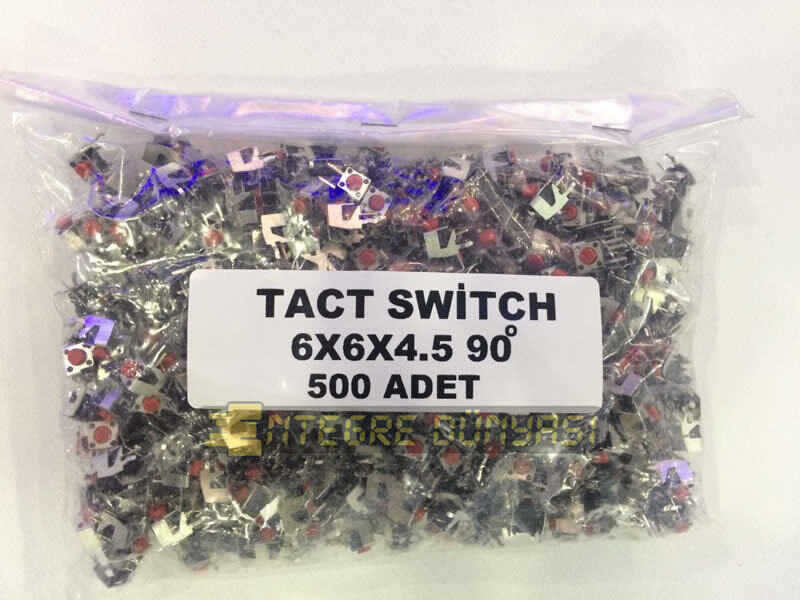 TACT SWİTCH
6X6X4.5 90°
500 ADET
ENTEGRE DÜNYASI